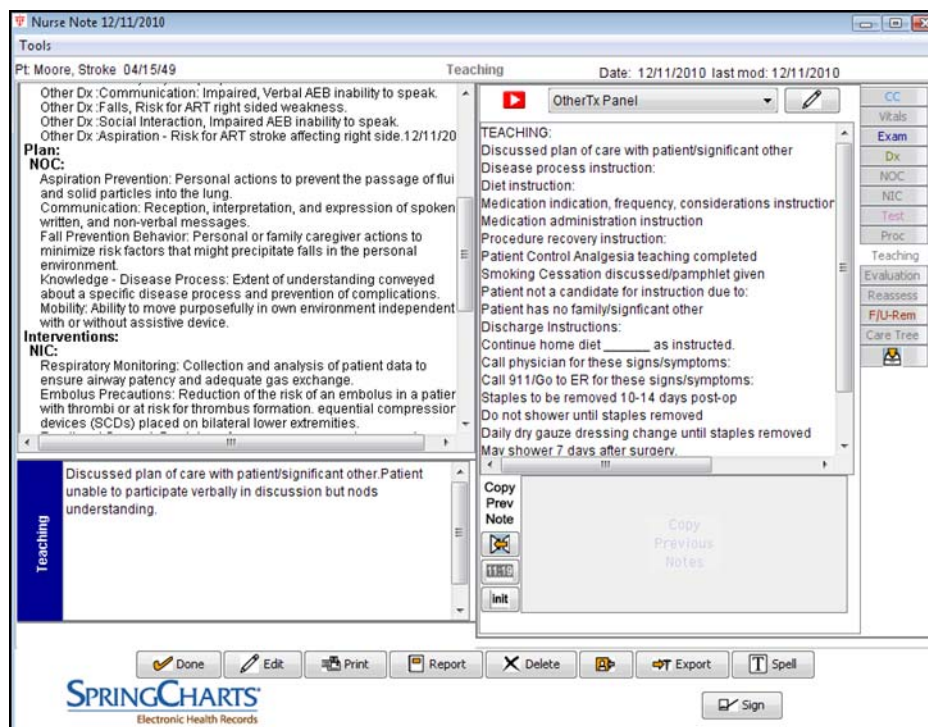 Nurse Note 12/11/2010
Tools
Pt: Moore, Stroke 04/15/49
Teaching
Date: 12/11/2010 last mod: 12/11/2010
Other Dx :Communication: Impaired, Verbal AEB inability to speak.
Other Dx :Falls, Risk for ART right sided weakness.
Other Dx :Social Interaction, Impaired AEB inability to speak.
Other Dx :Aspiration - Risk for ART stroke affecting right side.12/11/20
Plan:
NOC:
Aspiration Prevention: Personal actions to prevent the passage of flui
and solid particles into the lung.
Communication: Reception, interpretation, and expression of spoken
written, and non-verbal messages.
Fall Prevention Behavior: Personal or family caregiver actions to
minimize risk factors that might precipitate falls in the personal
environment.
Knowledge - Disease Process: Extent of understanding conveyed
about a specific disease process and prevention of complications.
Mobility: Ability to move purposefully in own environment independent
with or without assistive device.
Interventions:
NIC:
Respiratory Monitoring: Collection and analysis of patient data to
ensure airway patency and adequate gas exchange.
Embolus Precautions: Reduction of the risk of an embolus in a patier
with thrombi or at risk for thrombus formation. equential compression
devices (SCDs) placed on bilateral lower extremities.
Teaching
Discussed plan of care with patient/significant other.Patient
unable to participate verbally in discussion but nods
understanding.
OtherTx Panel
TEACHING:
Discussed plan of care with patient/significant other
Disease process instruction:
Diet instruction:
Medication indication, frequency, considerations instruction
Medication administration instruction
Procedure recovery instruction:
Patient Control Analgesia teaching completed
Smoking Cessation discussed/pamphlet given
Patient not a candidate for instruction due to:
Patient has no family/signficant other
Discharge Instructions:
Continue home diet ______ as instructed.
Call physician for these signs/symptoms:
Call 911/Go to ER for these signs/symptoms:
Staples to be removed 10-14 days post-op
Do not shower until staples removed
Daily dry gauze dressing change until staples removed
May shower 7 days after surgery.
Copy
Prev
Note
init
Copy
Previous
Notes
CC
Vitals
Exam
Dx
NOC
NIC
Test
Proc
Teaching
Evaluation
Reassess
F/U-Rem
Care Tree
Done
Edit
Print
Report
Delete
Export
Spell
SPRINGCHARTS
Electronic Health Records
Sign